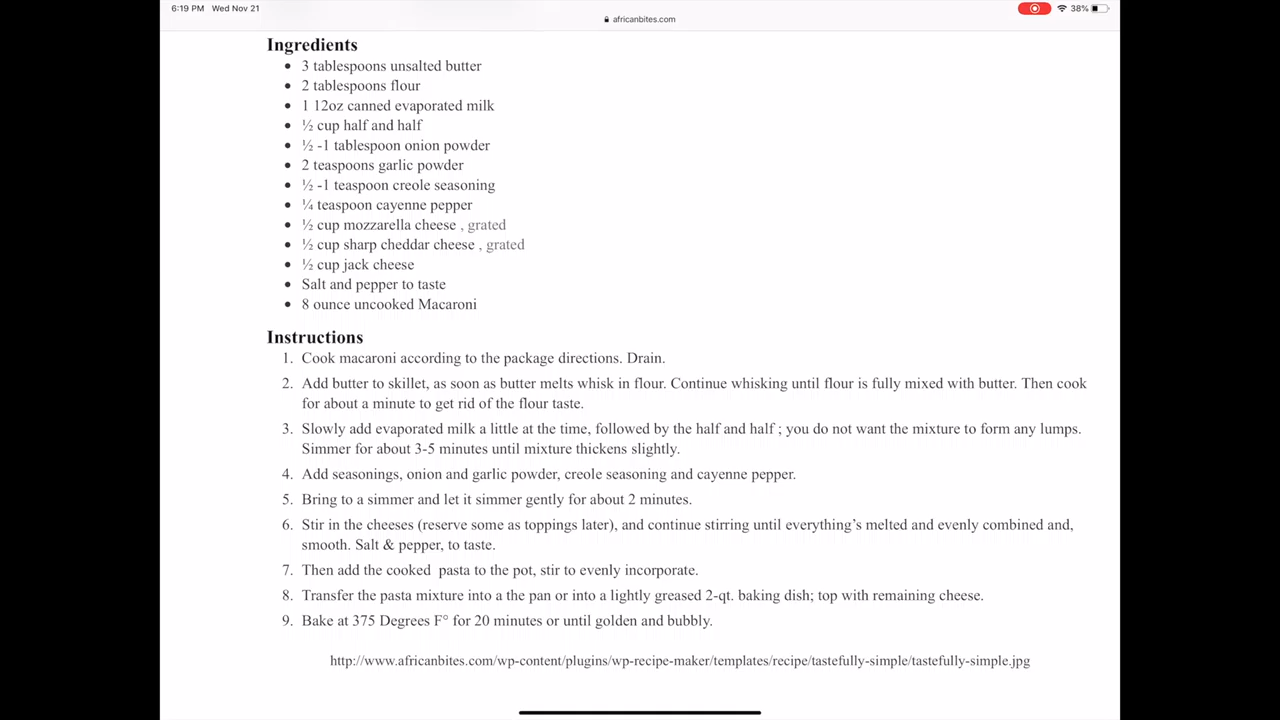 6:19 PM Wed Nov 21
38%
africanbites.com
Ingredients
• 3 tablespoons unsalted butter
• 2 tablespoons flour
• 1 12oz canned evaporated milk
• ½ cup half and half
• ½ -1 tablespoon onion powder
• 2 teaspoons garlic powder
• ½ -1 teaspoon creole seasoning
• ¼ teaspoon cayenne pepper
• ½ cup mozzarella cheese , grated
• ½ cup sharp cheddar cheese , grated
• ½ cup jack cheese
• Salt and pepper to taste
• 8 ounce uncooked Macaroni
Instructions
1. Cook macaroni according to the package directions. Drain.
2. Add butter to skillet, as soon as butter melts whisk in flour. Continue whisking until flour is fully mixed with butter. Then cook
for about a minute to get rid of the flour taste.
3. Slowly add evaporated milk a little at the time, followed by the half and half ; you do not want the mixture to form any lumps.
Simmer for about 3-5 minutes until mixture thickens slightly.
4. Add seasonings, onion and garlic powder, creole seasoning and cayenne pepper.
5. Bring to a simmer and let it simmer gently for about 2 minutes.
6. Stir in the cheeses (reserve some as toppings later), and continue stirring until everything’s melted and evenly combined and,
smooth. Salt & pepper, to taste.
7. Then add the cooked  pasta to the pot, stir to evenly incorporate.
8. Transfer the pasta mixture into a the pan or into a lightly greased 2-qt. baking dish; top with remaining cheese.
9. Bake at 375 Degrees F° for 20 minutes or until golden and bubbly.
http://www.africanbites.com/wp-content/plugins/wp-recipe-maker/templates/recipe/tastefully-simple/tastefully-simple.jpg